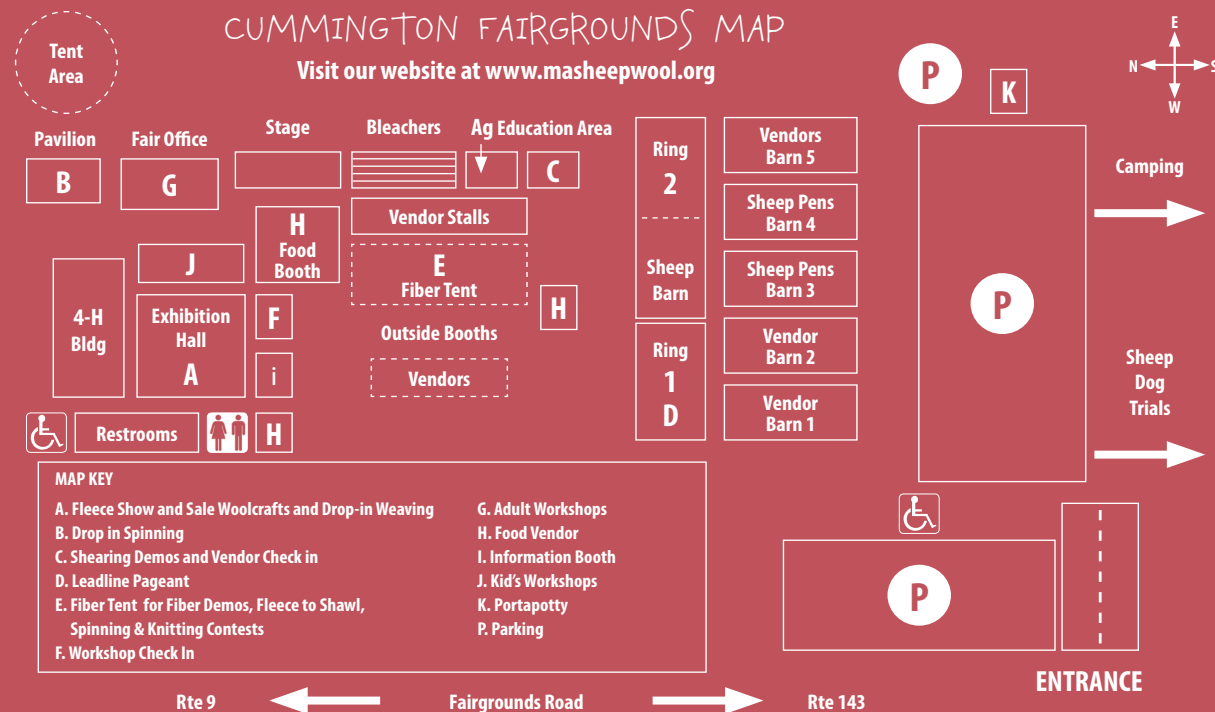 CUMMINGTON FAIRGROUNDS MAP
Visit our website at www.masheepwool.org
Tent
Area
P
K
E
N
S
W
Pavilion
B
Fair Office
G
Stage
Bleachers
Ag Education Area
C
Ring
2
Sheep
Barn
Ring
1
D
Vendors
Barn 5
Sheep Pens
Barn 4
Sheep Pens
Barn 3
Vendor
Barn 2
Vendor
Barn 1
P
Camping
Sheep
Dog
Trials
H
Food
Booth
Vendor Stalls
E
Fiber Tent
H
Outside Booths
Vendors
J
4-H
Bldg
Exhibition
Hall
A
F
i
Restrooms
H
MAP KEY
A. Fleece Show and Sale Woolcrafts and Drop-in Weaving
B. Drop in Spinning
C. Shearing Demos and Vendor Check in
D. Leadline Pageant
E. Fiber Tent for Fiber Demos, Fleece to Shawl,
Spinning & Knitting Contests
F. Workshop Check In
G. Adult Workshops
H. Food Vendor
I. Information Booth
J. Kid's Workshops
K. Portapotty
P. Parking
P
ENTRANCE
Rte 9
Fairgrounds Road
Rte 143